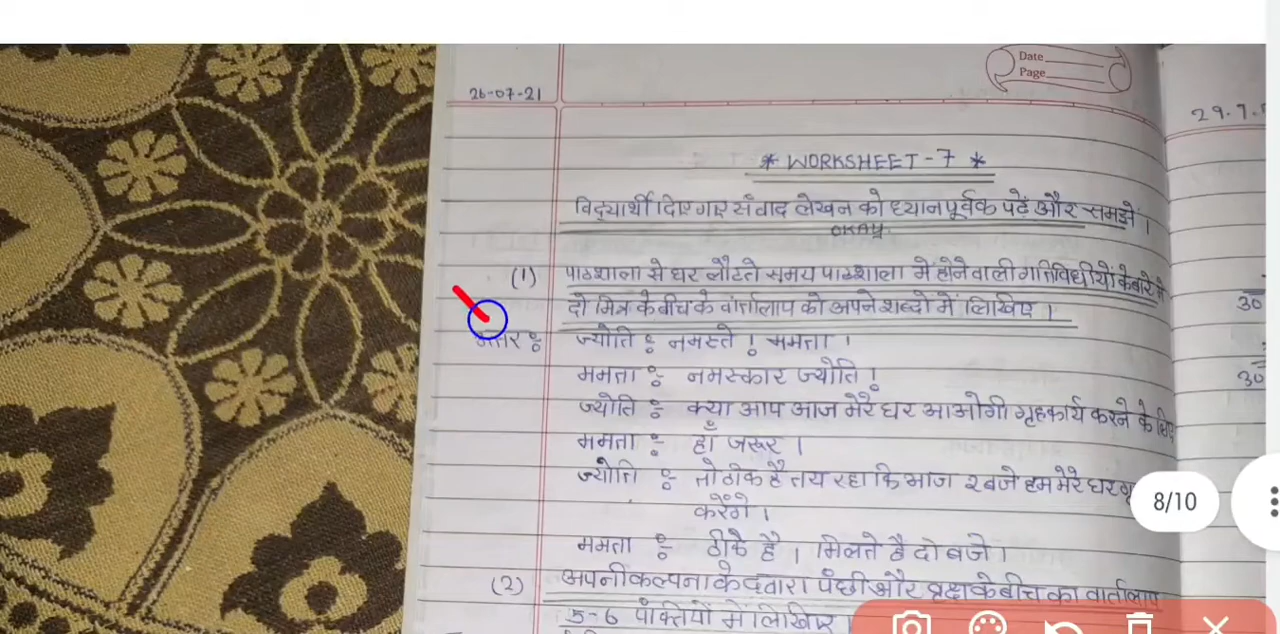 Date
Page
26-07-21
* WORKSHEET-7 *
विद्यार्थी दिए गए संवाद लेखन को ध्यानपूर्वक पढ़ें और समझें।
OKAY.
(1) पाठशाला से घर लौटते समय पाठशाला में होने वाली गतिविधीयों के बारे में
दो मित्र के बीच के वार्तालाप को अपने शब्दों में लिखिए।
उत्तर : ज्योति : नमस्ते ! ममता ।
ममता : नमस्कार ज्योति !
ज्योति : क्या आप आज मेरे घर आओगी गृहकार्य करने के लिए
ममता : हाँ जरूर ।
ज्योति : तो ठीक है तय रहा कि आज २ बजे हम मेरे घर
करेंगे ।
ममता : ठीक है । मिलते है दो बजे ।
(2) अपनी कल्पना के द्वारा पंछी और वृक्ष के बीच का वार्तालाप
5-6 पंक्तियों में लिखिए
29.7.
30
30
8/10